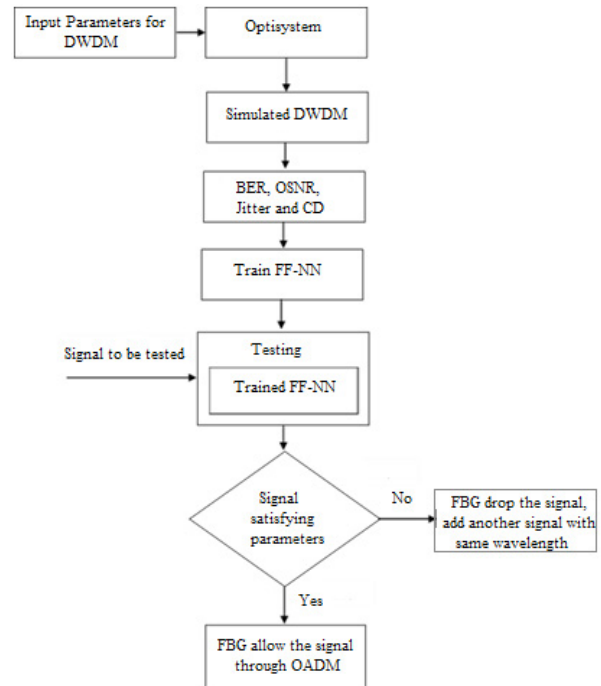 Input Parameters for
DWDM
Optisystem
Simulated DWDM
BER, OSNR,
Jitter and CD
Train FF-NN
Signal to be tested
Testing
Trained FF-NN
Signal
satisfying
parameters
No
FBG drop the signal,
add another signal with
same wavelength
Yes
FBG allow the signal
through OADM